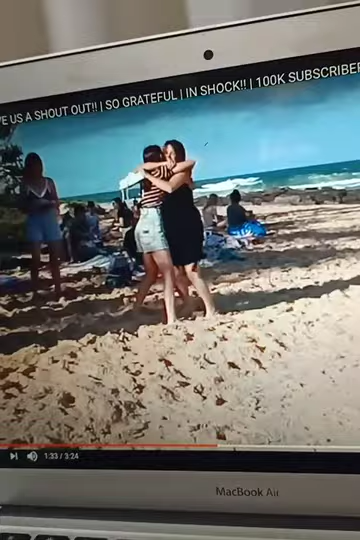 VE US A SHOUT OUT!! | SO GRATEFUL | IN SHOCK!! | 100K SUBSCRIBER
1:33 / 3:24
MacBook Air